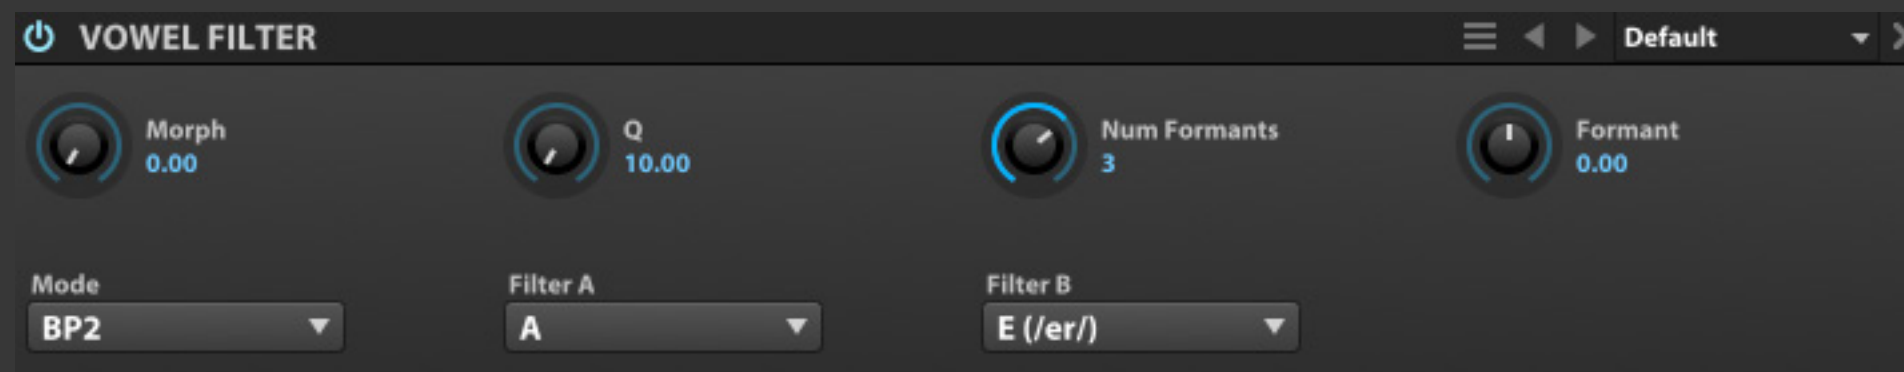 VOWEL FILTER
Default
Morph
0.00
Q
10.00
Num Formants
3
Formant
0.00
Mode
BP2
Filter A
A
Filter B
E (/er/)